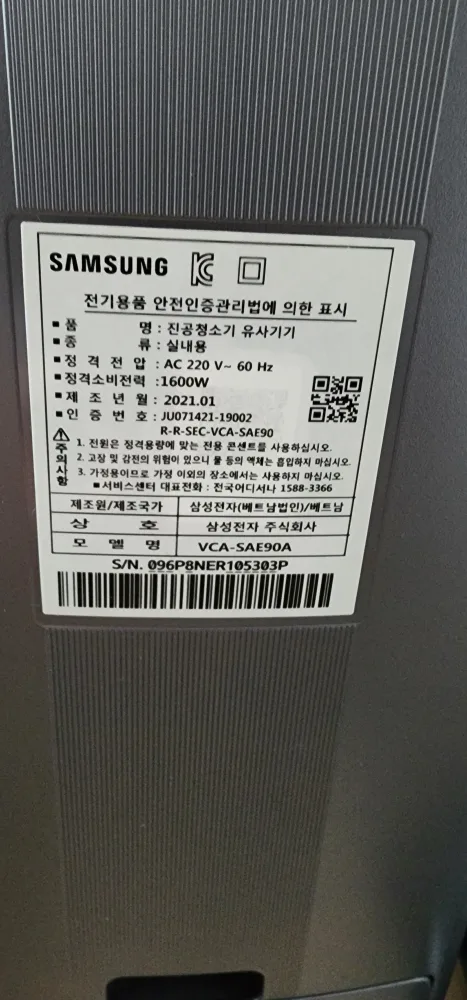 SAMSUNG
전기용품 안전인증관리법에 의한 표시
▪품 명 : 진공청소기 유사기기
▪종 류 : 실내용
▪정 격 전 압 : AC 220 V~ 60 Hz
▪정격소비전력 :1600W
▪제 조 년 월 : 2021.01
▪인 증 번 호 : JU071421-19002
R-R-SEC-VCA-SAE90
주의사항
1. 전원은 정격용량에 맞는 전용 콘센트를 사용하십시오.
2. 고장 및 감전의 위험이 있으니 물 등의 액체는 흡입하지 마십시오.
3. 가정용이므로 가정 이외의 장소에서는 사용하지 마십시오.
▪서비스센터 대표전화 : 전국어디서나 1588-3366
제조원/제조국가 삼성전자(베트남법인)/베트남
상 호 삼성전자 주식회사
모 델 명 VCA-SAE90A
S/N. 096P8NER105303P